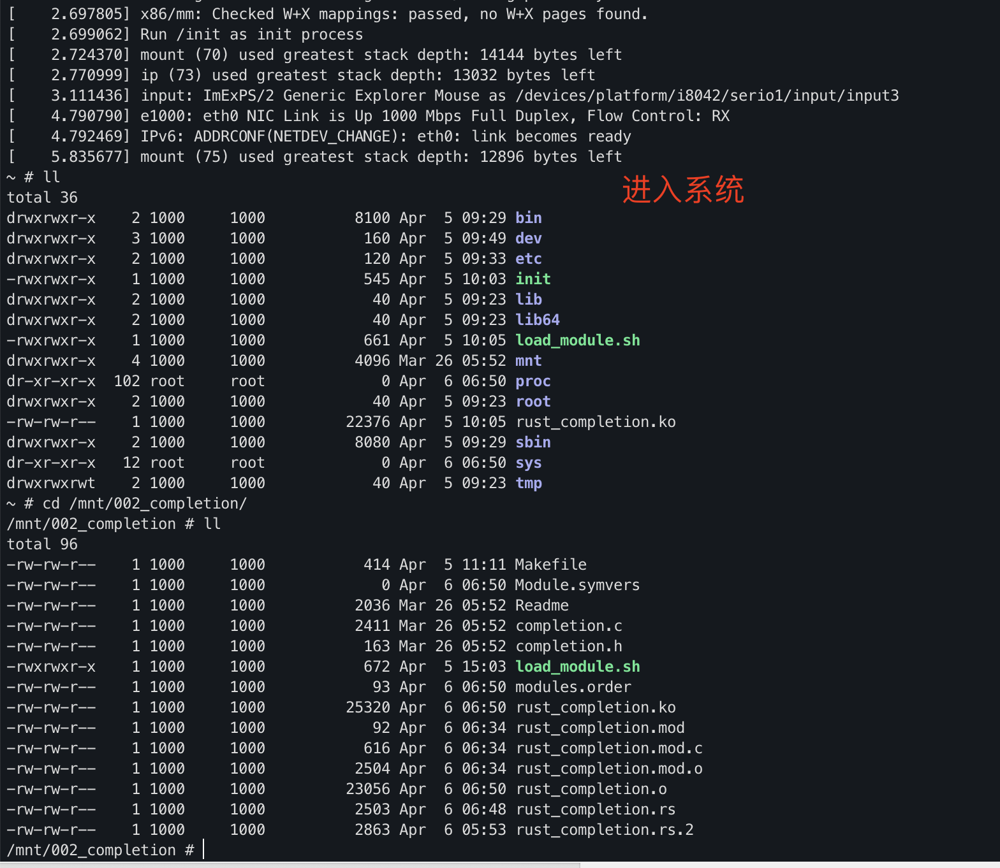 [    2.697805] x86/mm: Checked W+X mappings: passed, no W+X pages found.
[    2.699062] Run /init as init process
[    2.724370] mount (70) used greatest stack depth: 14144 bytes left
[    2.770999] ip (73) used greatest stack depth: 13032 bytes left
[    3.111436] input: ImExPS/2 Generic Explorer Mouse as /devices/platform/i8042/serio1/input/input3
[    4.790790] e1000: eth0 NIC Link is Up 1000 Mbps Full Duplex, Flow Control: RX
[    4.792469] IPv6: ADDRCONF(NETDEV_CHANGE): eth0: link becomes ready
[    5.835677] mount (75) used greatest stack depth: 12896 bytes left
~ # ll
进入系统
total 36
drwxrwxr-x    2 1000     1000          8100 Apr  5 09:29 bin
drwxrwxr-x    3 1000     1000           160 Apr  5 09:49 dev
drwxrwxr-x    2 1000     1000           120 Apr  5 09:33 etc
-rwxrwxr-x    1 1000     1000           545 Apr  5 10:03 init
drwxrwxr-x    2 1000     1000            40 Apr  5 09:23 lib
drwxrwxr-x    2 1000     1000            40 Apr  5 09:23 lib64
-rwxrwxr-x    1 1000     1000           661 Apr  5 10:05 load_module.sh
drwxrwxr-x    4 1000     1000          4096 Mar 26 05:52 mnt
dr-xr-xr-x  102 root     root             0 Apr  6 06:50 proc
drwxrwxr-x    2 1000     1000            40 Apr  5 09:23 root
-rw-rw-r--    1 1000     1000         22376 Apr  5 10:05 rust_completion.ko
drwxrwxr-x    2 1000     1000          8080 Apr  5 09:29 sbin
dr-xr-xr-x   12 root     root             0 Apr  6 06:50 sys
drwxrwxrwt    2 1000     1000            40 Apr  5 09:23 tmp
~ # cd /mnt/002_completion/
/mnt/002_completion # ll
total 96
-rw-rw-r--    1 1000     1000           414 Apr  5 11:11 Makefile
-rw-rw-r--    1 1000     1000             0 Apr  6 06:50 Module.symvers
-rw-rw-r--    1 1000     1000          2036 Mar 26 05:52 Readme
-rw-rw-r--    1 1000     1000          2411 Mar 26 05:52 completion.c
-rw-rw-r--    1 1000     1000           163 Mar 26 05:52 completion.h
-rwxrwxr-x    1 1000     1000           672 Apr  5 15:03 load_module.sh
-rw-rw-r--    1 1000     1000            93 Apr  6 06:50 modules.order
-rw-rw-r--    1 1000     1000         25320 Apr  6 06:50 rust_completion.ko
-rw-rw-r--    1 1000     1000            92 Apr  6 06:34 rust_completion.mod
-rw-rw-r--    1 1000     1000           616 Apr  6 06:34 rust_completion.mod.c
-rw-rw-r--    1 1000     1000          2504 Apr  6 06:34 rust_completion.mod.o
-rw-rw-r--    1 1000     1000         23056 Apr  6 06:50 rust_completion.o
-rw-rw-r--    1 1000     1000          2503 Apr  6 06:48 rust_completion.rs
-rw-rw-r--    1 1000     1000          2863 Apr  6 05:53 rust_completion.rs.2
/mnt/002_completion #